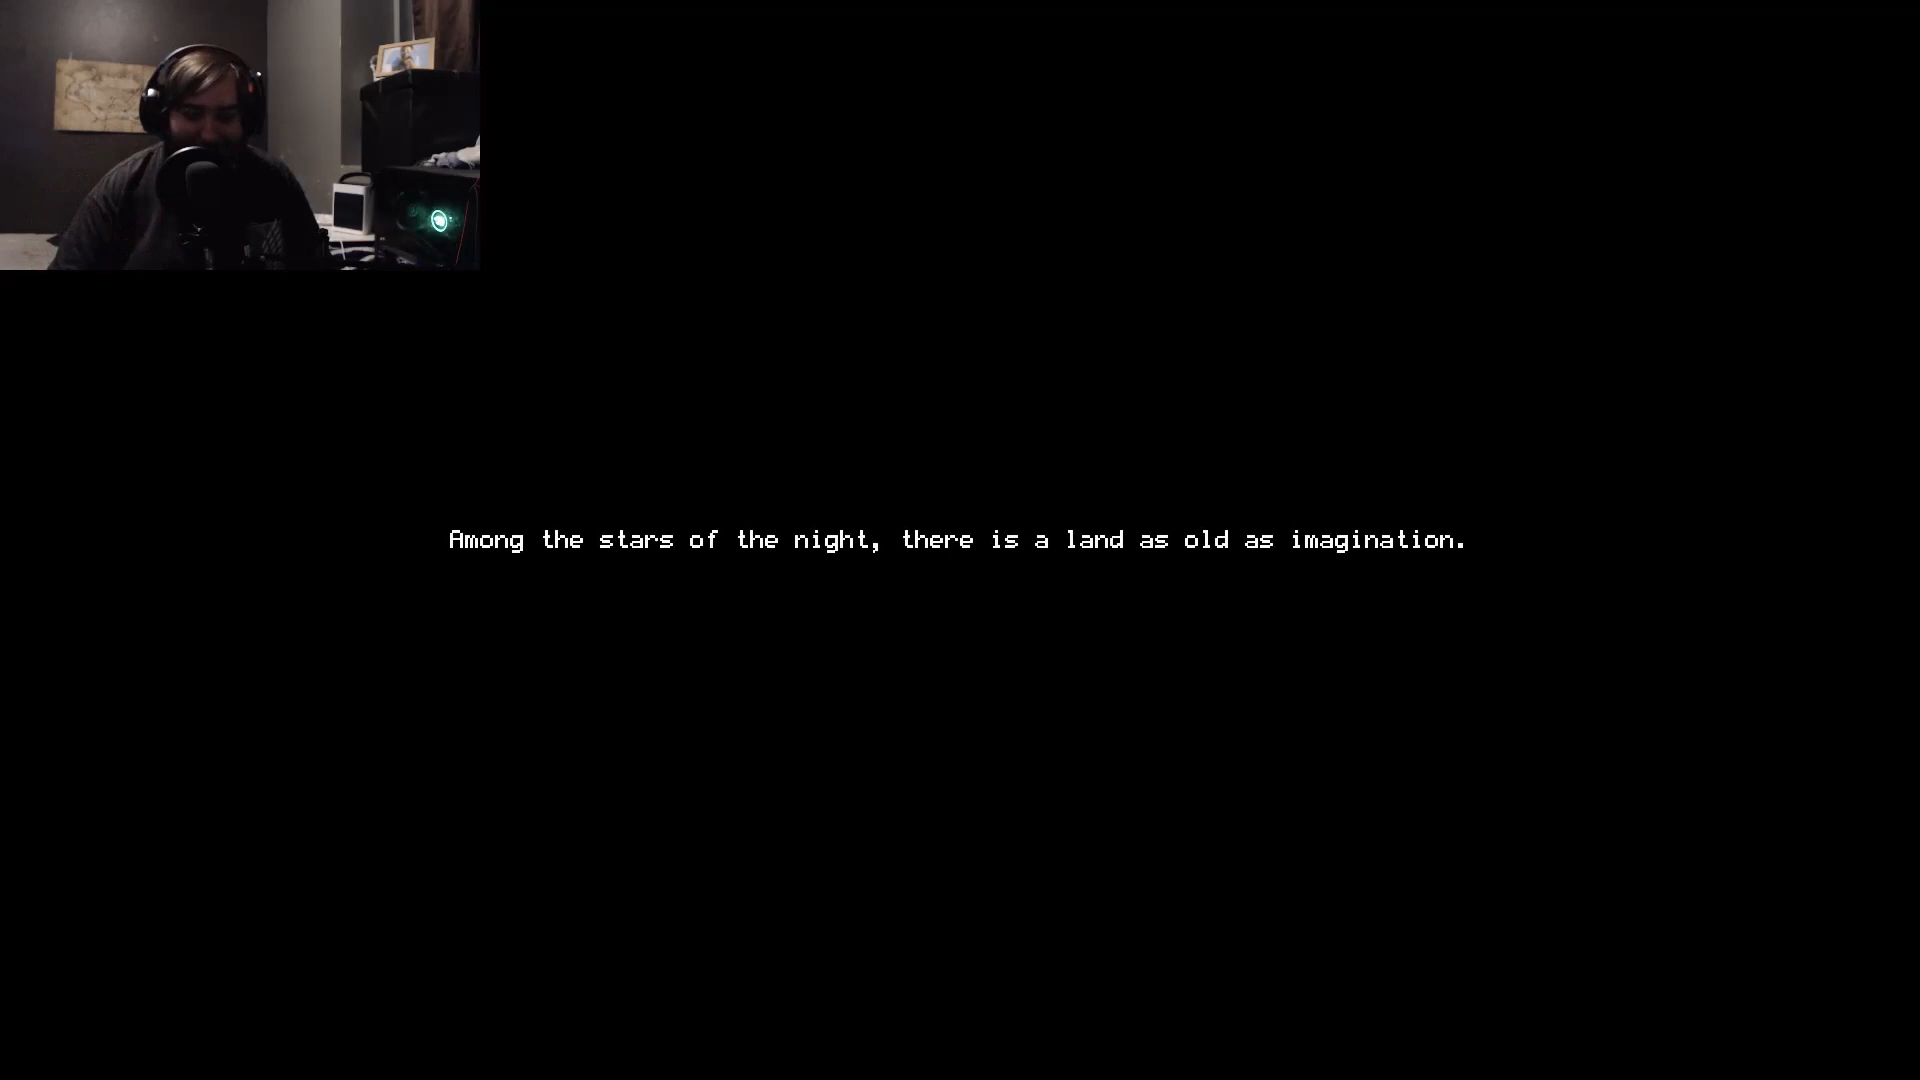 Among the stars of the night, there is a land as old as imagination.